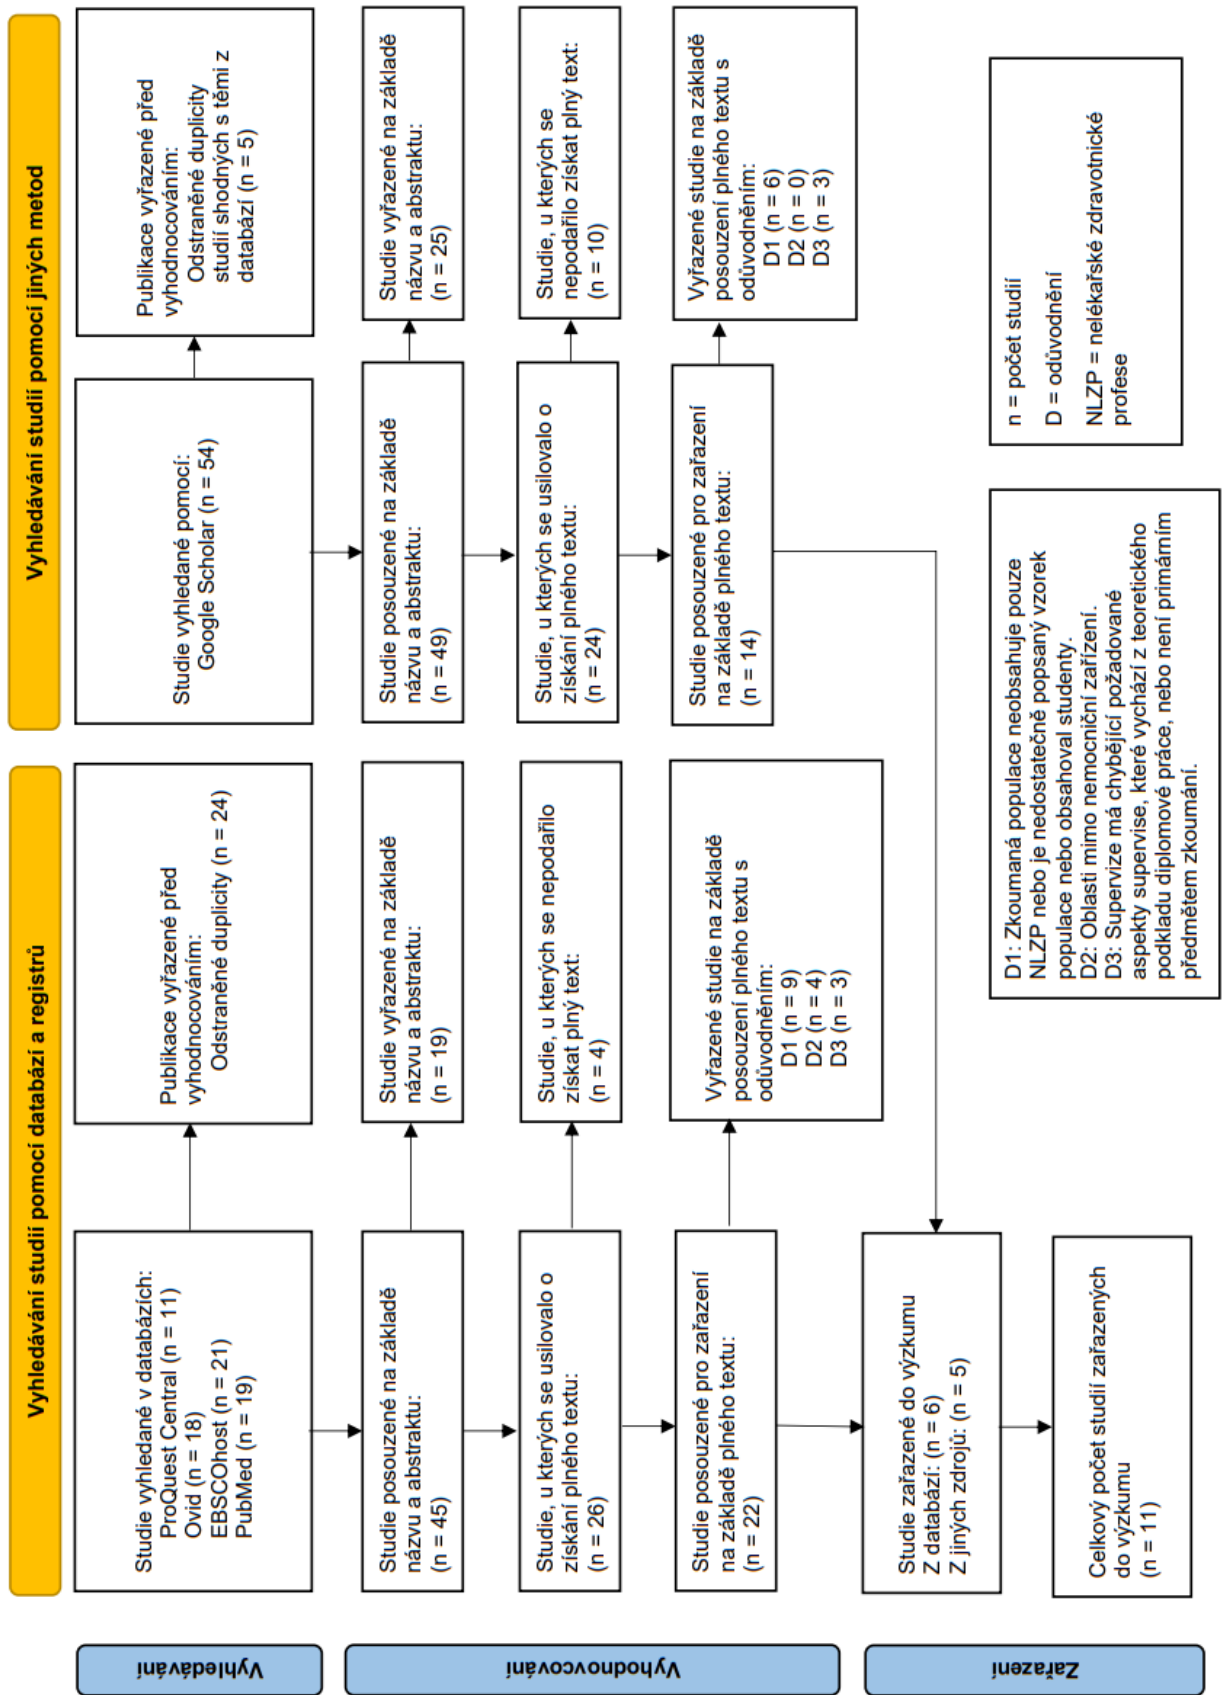 Vyhledávání studií pomocí databází a registrů
Vyhledávání studií pomocí jiných metod
Vyhledávání
Studie vyhledané v databázích:
ProQuest Central (n = 11)
Ovid (n = 18)
EBSCOhost (n = 21)
PubMed (n = 19)
Publikace vyřazené před
vyhodnocováním:
Odstraněné duplicity (n = 24)
Studie vyhledané pomocí:
Google Scholar (n = 54)
Publikace vyřazené před
vyhodnocováním:
Odstraněné duplicity
studií shodných s těmi z
databází (n = 5)
Vyhodnovcování
Studie posouzené na základě
názvu a abstraktu:
(n = 45)
Studie vyřazené na základě
názvu a abstraktu:
(n = 19)
Studie posouzené na základě
názvu a abstraktu:
(n = 49)
Studie vyřazené na základě
názvu a abstraktu:
(n = 25)
Studie, u kterých se usilovalo o
získání plného textu:
(n = 26)
Studie, u kterých se nepodařilo
získat plný text:
(n = 4)
Studie, u kterých se usilovalo o
získání plného textu:
(n = 24)
Studie, u kterých se
nepodařilo získat plný text:
(n = 10)
Studie posouzené pro zařazení
na základě plného textu:
(n = 22)
Vyřazené studie na základě
posouzení plného textu s
odůvodněním:
D1 (n = 9)
D2 (n = 4)
D3 (n = 3)
Studie posouzené pro zařazení
na základě plného textu:
(n = 14)
Vyřazené studie na základě
posouzení plného textu s
odůvodněním:
D1 (n = 6)
D2 (n = 0)
D3 (n = 3)
Zařazení
Studie zařazené do výzkumu
Z databází: (n = 6)
Z jiných zdrojů: (n = 5)
Celkový počet studií zařazených
do výzkumu
(n = 11)
D1: Zkoumaná populace neobsahuje pouze
NLZP nebo je nedostatečně popsaný vzorek
populace nebo obsahoval studenty.
D2: Oblasti mimo nemocniční zařízení.
D3: Supervize má chybějící požadované
aspekty supervise, které vychází z teoretického
podkladu diplomové práce, nebo není primárním
předmětem zkoumání.
n = počet studií
D = odůvodnění
NLZP = nelékařské zdravotnické
profese